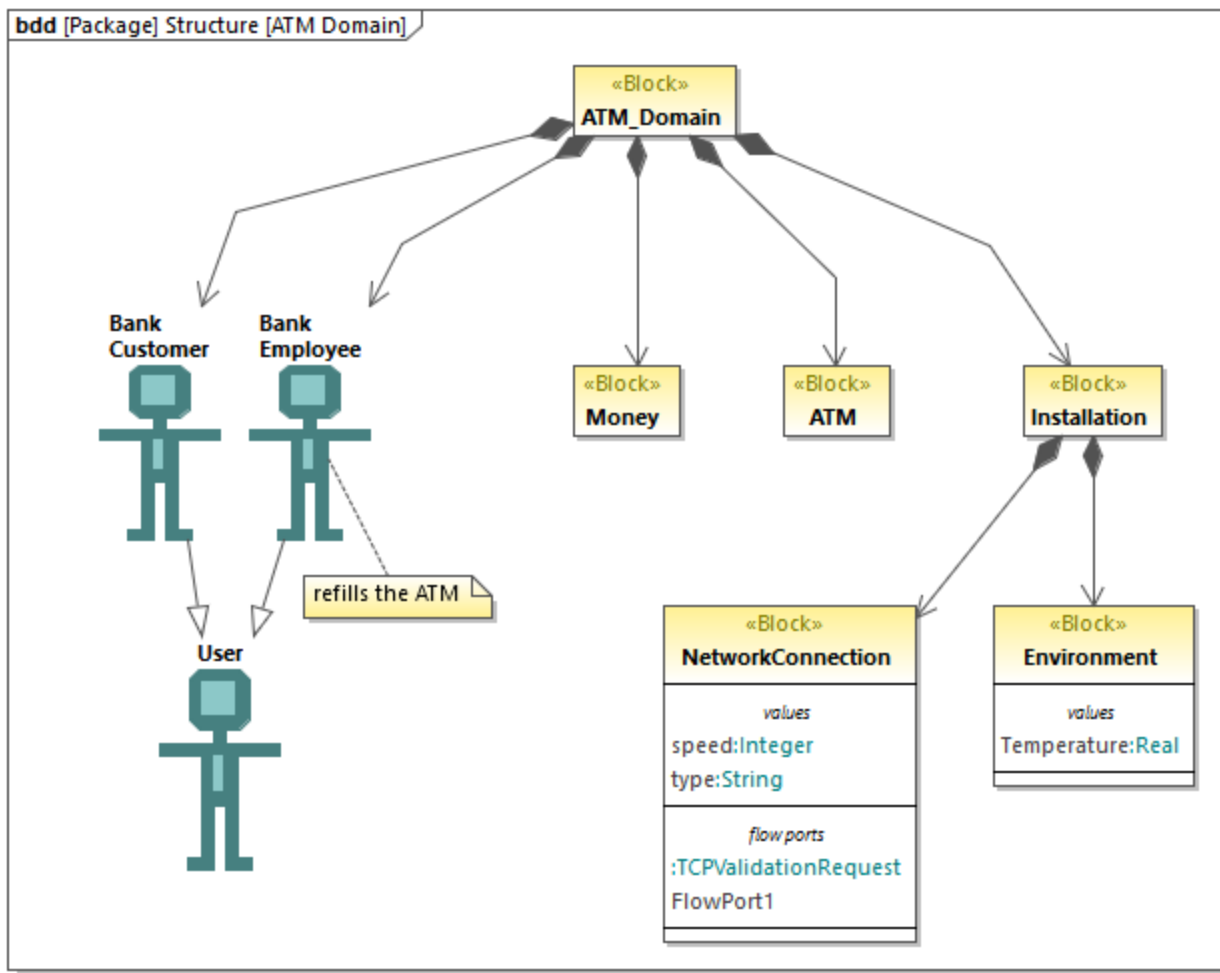 bdd [Package] Structure [ATM Domain]
«Block»
ATM_Domain
Bank
Customer
Bank
Employee
«Block»
Money
«Block»
ATM
«Block»
Installation
refills the ATM
User
«Block»
NetworkConnection
values
speed:Integer
type:String
flow ports
:TCPValidationRequest
FlowPort1
«Block»
Environment
values
Temperature:Real